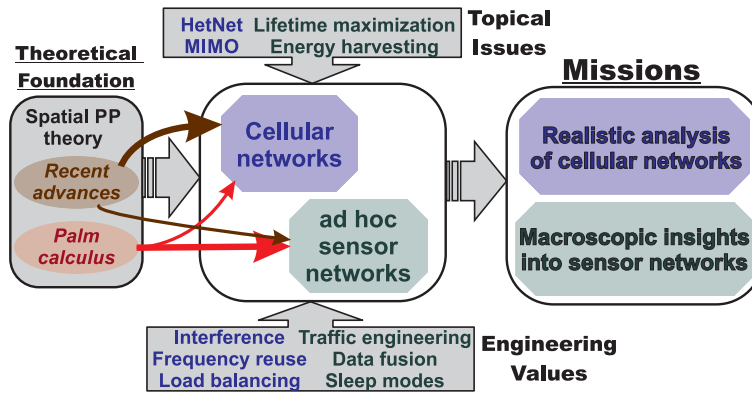 HetNet Lifetime maximization
MIMO Energy harvesting
Topical
Issues
Theoretical
Foundation
Spatial PP
theory
Recent
advances
Palm
calculus
Cellular
networks
ad hoc
sensor
networks
Missions
Realistic analysis
of cellular networks
Macroscopic insights
into sensor networks
Interference Traffic engineering
Frequency reuse Data fusion
Load balancing Sleep modes
Engineering
Values